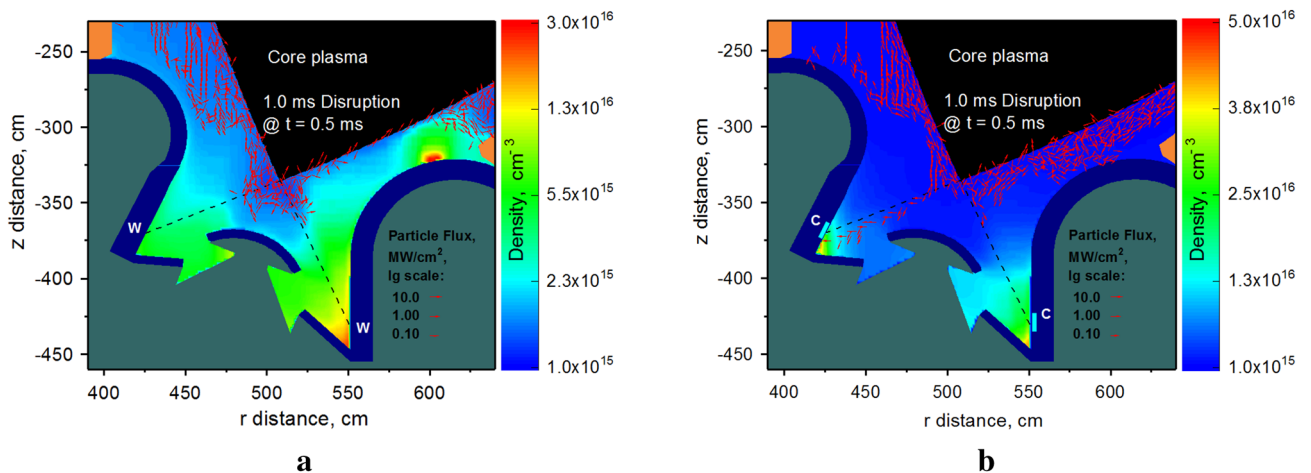 Core plasma
1.0 ms Disruption
@ t = 0.5 ms
W
W
Particle Flux,
MW/cm²,
lg scale:
10.0
1.00
0.10
-250
-300
-350
-400
-450
z distance, cm
400 450 500 550 600
r distance, cm
3.0x10¹⁶
1.3x10¹⁶
5.5x10¹⁵
2.3x10¹⁵
1.0x10¹⁵
Density, cm⁻³
a
Core plasma
1.0 ms Disruption
@ t = 0.5 ms
C
C
Particle Flux,
MW/cm²,
lg scale:
10.0
1.00
0.10
-250
-300
-350
-400
-450
z distance, cm
400 450 500 550 600
r distance, cm
5.0x10¹⁶
3.8x10¹⁶
2.5x10¹⁶
1.3x10¹⁶
1.0x10¹⁵
Density, cm⁻³
b